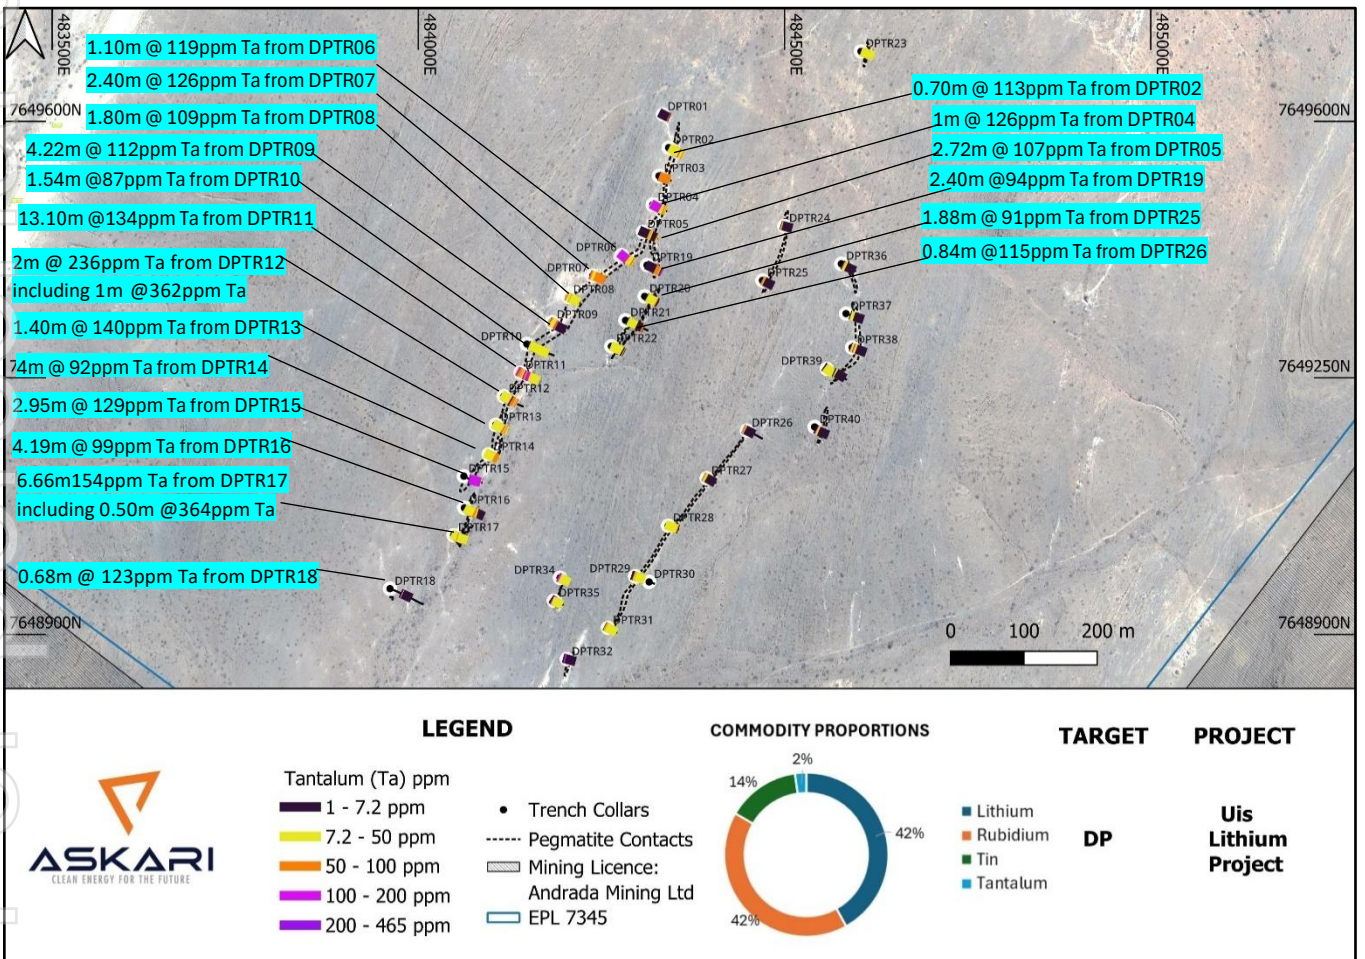 483500E
484000E
484500E
485000E
7649600N
7649600N
7649250N
7649250N
7648900N
7648900N
1.10m @ 119ppm Ta from DPTR06
2.40m @ 126ppm Ta from DPTR07
1.80m @ 109ppm Ta from DPTR08
4.22m @ 112ppm Ta from DPTR09
1.54m @87ppm Ta from DPTR10
13.10m @134ppm Ta from DPTR11
2m @ 236ppm Ta from DPTR12
including 1m @362ppm Ta
1.40m @ 140ppm Ta from DPTR13
4m @ 92ppm Ta from DPTR14
2.95m @ 129ppm Ta from DPTR15
4.19m @ 99ppm Ta from DPTR16
6.66m154ppm Ta from DPTR17
including 0.50m @364ppm Ta
0.68m @ 123ppm Ta from DPTR18
0.70m @ 113ppm Ta from DPTR02
1m @ 126ppm Ta from DPTR04
2.72m @ 107ppm Ta from DPTR05
2.40m @94ppm Ta from DPTR19
1.88m @ 91ppm Ta from DPTR25
0.84m @115ppm Ta from DPTR26
DPTR23
DPTR01
DPTR02
DPTR03
DPTR04
DPTR05
DPTR06
DPTR07
DPTR08
DPTR09
DPTR10
DPTR11
DPTR12
DPTR13
DPTR14
DPTR15
DPTR16
DPTR17
DPTR18
DPTR19
DPTR20
DPTR21
DPTR22
DPTR24
DPTR25
DPTR36
DPTR37
DPTR38
DPTR39
DPTR40
DPTR26
DPTR27
DPTR28
DPTR29
DPTR30
DPTR31
DPTR32
DPTR34
DPTR35
0 100 200 m
LEGEND
Tantalum (Ta) ppm
1 - 7.2 ppm
7.2 - 50 ppm
50 - 100 ppm
100 - 200 ppm
200 - 465 ppm
Trench Collars
Pegmatite Contacts
Mining Licence:
Andrada Mining Ltd
EPL 7345
ASKARI
CLEAN ENERGY FOR THE FUTURE
COMMODITY PROPORTIONS
2%
14%
42%
42%
Lithium
Rubidium
Tin
Tantalum
TARGET
DP
PROJECT
Uis
Lithium
Project